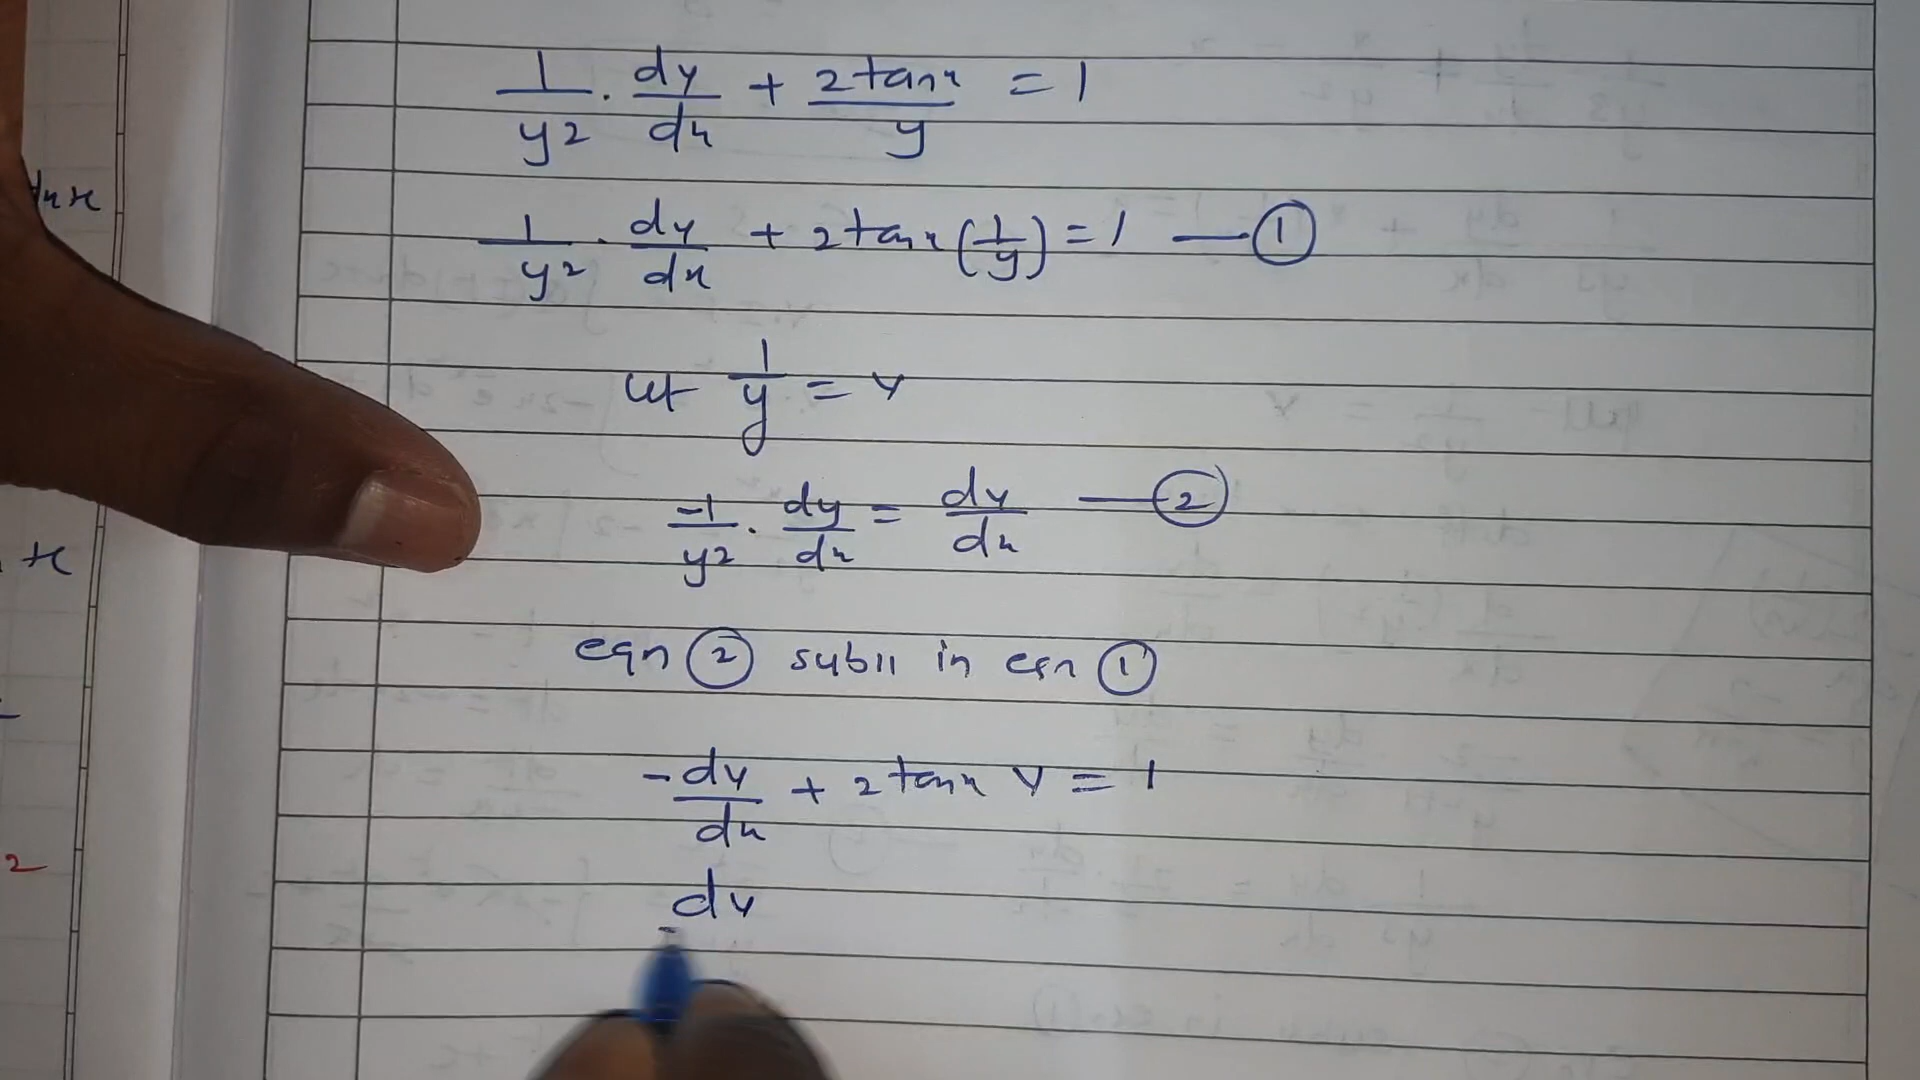 1/y2 . dy/dx + 2tanx/y = 1
1/y2 . dy/dx + 2tanx (1/y) = 1 — ①
let 1/y = v
-1/y2 . dy/dx = dv/dx — ②
eqn ② sub11 in eqn ①
-dv/dx + 2tanx v = 1
dv